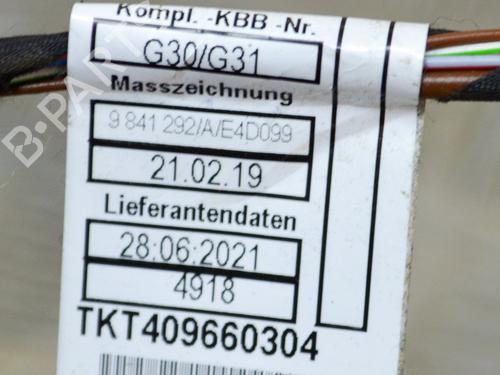 Kompl. -KBB -Nr.
G30/G31
Masszeichnung
9 841 292/A/E4D099
21.02.19
Lieferantendaten
28:06:2021
4918
TKT409660304
B-PARTS